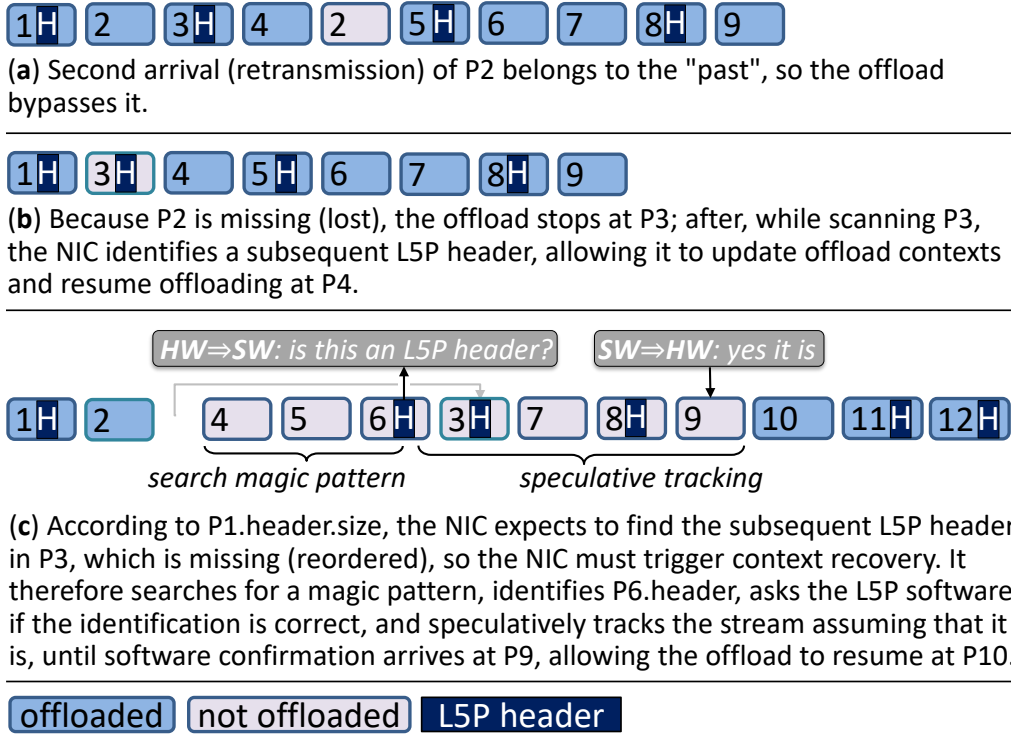 1H 2 3H 4 2 5H 6 7 8H 9
(a) Second arrival (retransmission) of P2 belongs to the "past", so the offload
bypasses it.
1H 3H 4 5H 6 7 8H 9
(b) Because P2 is missing (lost), the offload stops at P3; after, while scanning P3,
the NIC identifies a subsequent L5P header, allowing it to update offload contexts
and resume offloading at P4.
HW⇒SW: is this an L5P header? SW⇒HW: yes it is
1H 2 4 5 6H 3H 7 8H 9 10 11H 12H
search magic pattern speculative tracking
(c) According to P1.header.size, the NIC expects to find the subsequent L5P header
in P3, which is missing (reordered), so the NIC must trigger context recovery. It
therefore searches for a magic pattern, identifies P6.header, asks the L5P software
if the identification is correct, and speculatively tracks the stream assuming that it
is, until software confirmation arrives at P9, allowing the offload to resume at P10.
offloaded not offloaded L5P header